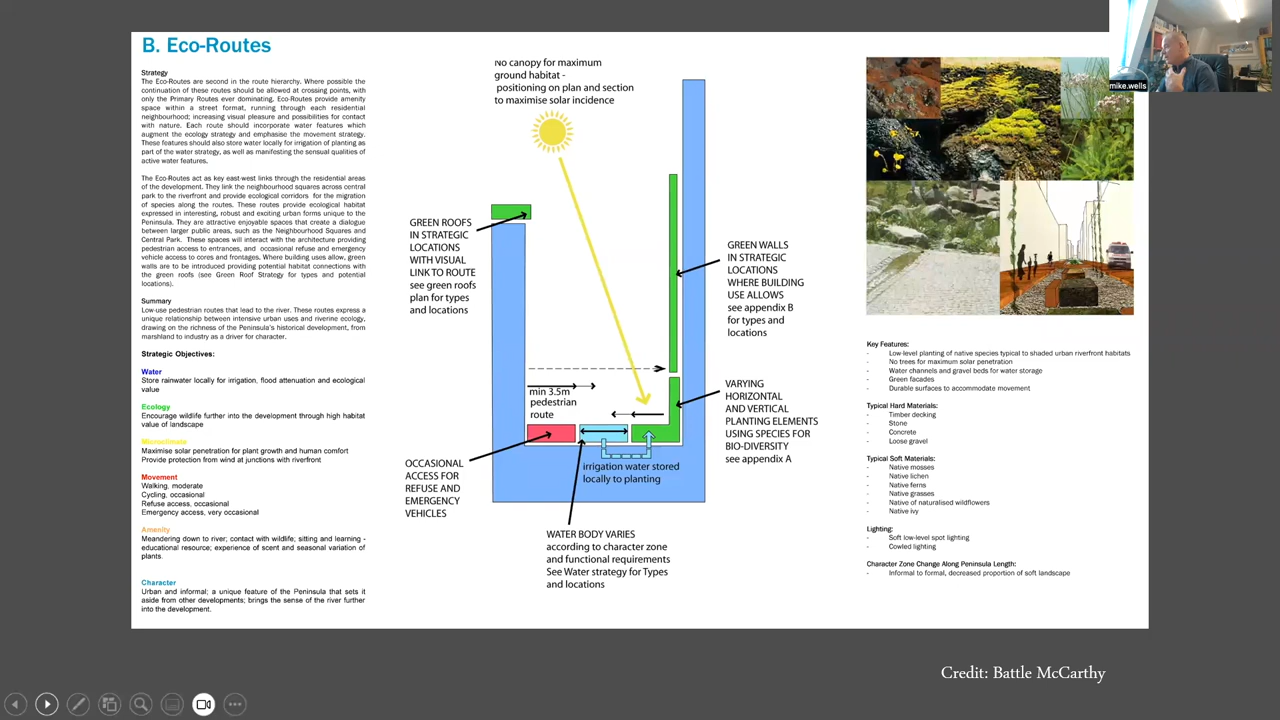 B. Eco-Routes
Strategy
The Eco-Routes are second in the route hierarchy. Where possible the
continuation of these routes should be allowed at crossing points, with
only the Primary Routes ever dominating. Eco-Routes provide amenity
space within a street format, running through each residential
neighbourhood; increasing visual pleasure and possibilities for contact
with nature. Each route should incorporate water features which
augment the ecology strategy and emphasise the movement strategy.
These features should also store water locally for irrigation of planting as
part of the water strategy, as well as manifesting the sensual qualities of
active water features.
The Eco-Routes act as key east-west links through the residential areas
of the development. They link the neighbourhood squares across central
park to the riverfront and provide ecological corridors for the migration
of species along the routes. These routes provide ecological habitat
expressed in interesting, robust and exciting urban forms unique to the
Peninsula. They are attractive enjoyable spaces that create a dialogue
between larger public areas, such as the Neighbourhood Squares and
Central Park. These spaces will interact with the architecture providing
pedestrian access to entrances, and occasional refuse and emergency
vehicle access to cores and frontages. Where building uses allow, green
walls are to be introduced providing potential habitat connections with
the green roofs (see Green Roof Strategy for types and potential
locations).
Summary
Low-use pedestrian routes that lead to the river. These routes express a
unique relationship between intensive urban uses and riverine ecology,
drawing on the richness of the Peninsula's historical development, from
marshland to industry as a driver for character.
Strategic Objectives:
Water
Store rainwater locally for irrigation, flood attenuation and ecological
value
Ecology
Encourage wildlife further into the development through high habitat
value of landscape
Microclimate
Maximise solar penetration for plant growth and human comfort
Provide protection from wind at junctions with riverfront
Movement
Walking, moderate
Cycling, occasional
Refuse access, occasional
Emergency access, very occasional
Amenity
Meandering down to river; contact with wildlife; sitting and learning -
educational resource; experience of scent and seasonal variation of
plants.
Character
Urban and informal; a unique feature of the Peninsula that sets it
aside from other developments; brings the sense of the river further
into the development.
No canopy for maximum
ground habitat -
positioning on plan and section
to maximise solar incidence
GREEN ROOFS
IN STRATEGIC
LOCATIONS
WITH VISUAL
LINK TO ROUTE
see green roofs
plan for types
and locations
GREEN WALLS
IN STRATEGIC
LOCATIONS
WHERE BUILDING
USE ALLOWS
see appendix B
for types and
locations
min 3.5m
pedestrian
route
VARYING
HORIZONTAL
AND VERTICAL
PLANTING ELEMENTS
USING SPECIES FOR
BIO-DIVERSITY
see appendix A
OCCASIONAL
ACCESS FOR
REFUSE AND
EMERGENCY
VEHICLES
irrigation water stored
locally to planting
WATER BODY VARIES
according to character zone
and functional requirements
See Water strategy for Types
and locations
mike.wells
Key Features:
- Low-level planting of native species typical to shaded urban riverfront habitats
- No trees for maximum solar penetration
- Water channels and gravel beds for water storage
- Green facades
- Durable surfaces to accommodate movement
Typical Hard Materials:
- Timber decking
- Stone
- Concrete
- Loose gravel
Typical Soft Materials:
- Native mosses
- Native lichen
- Native ferns
- Native grasses
- Native of naturalised wildflowers
- Native ivy
Lighting:
- Soft low-level spot lighting
- Cowled lighting
Character Zone Change Along Peninsula Length:
- Informal to formal, decreased proportion of soft landscape
Credit: Battle McCarthy